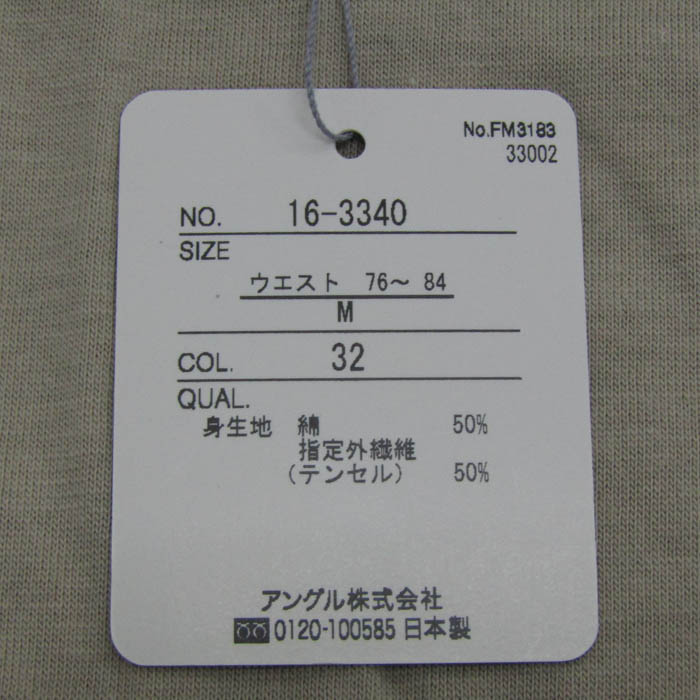 No.FM3183
33002
NO. 16-3340
SIZE
ウエスト 76～ 84
M
COL. 32
QUAL.
身生地 綿 50%
指定外繊維
(テンセル) 50%
アングル株式会社
0120-100585 日本製